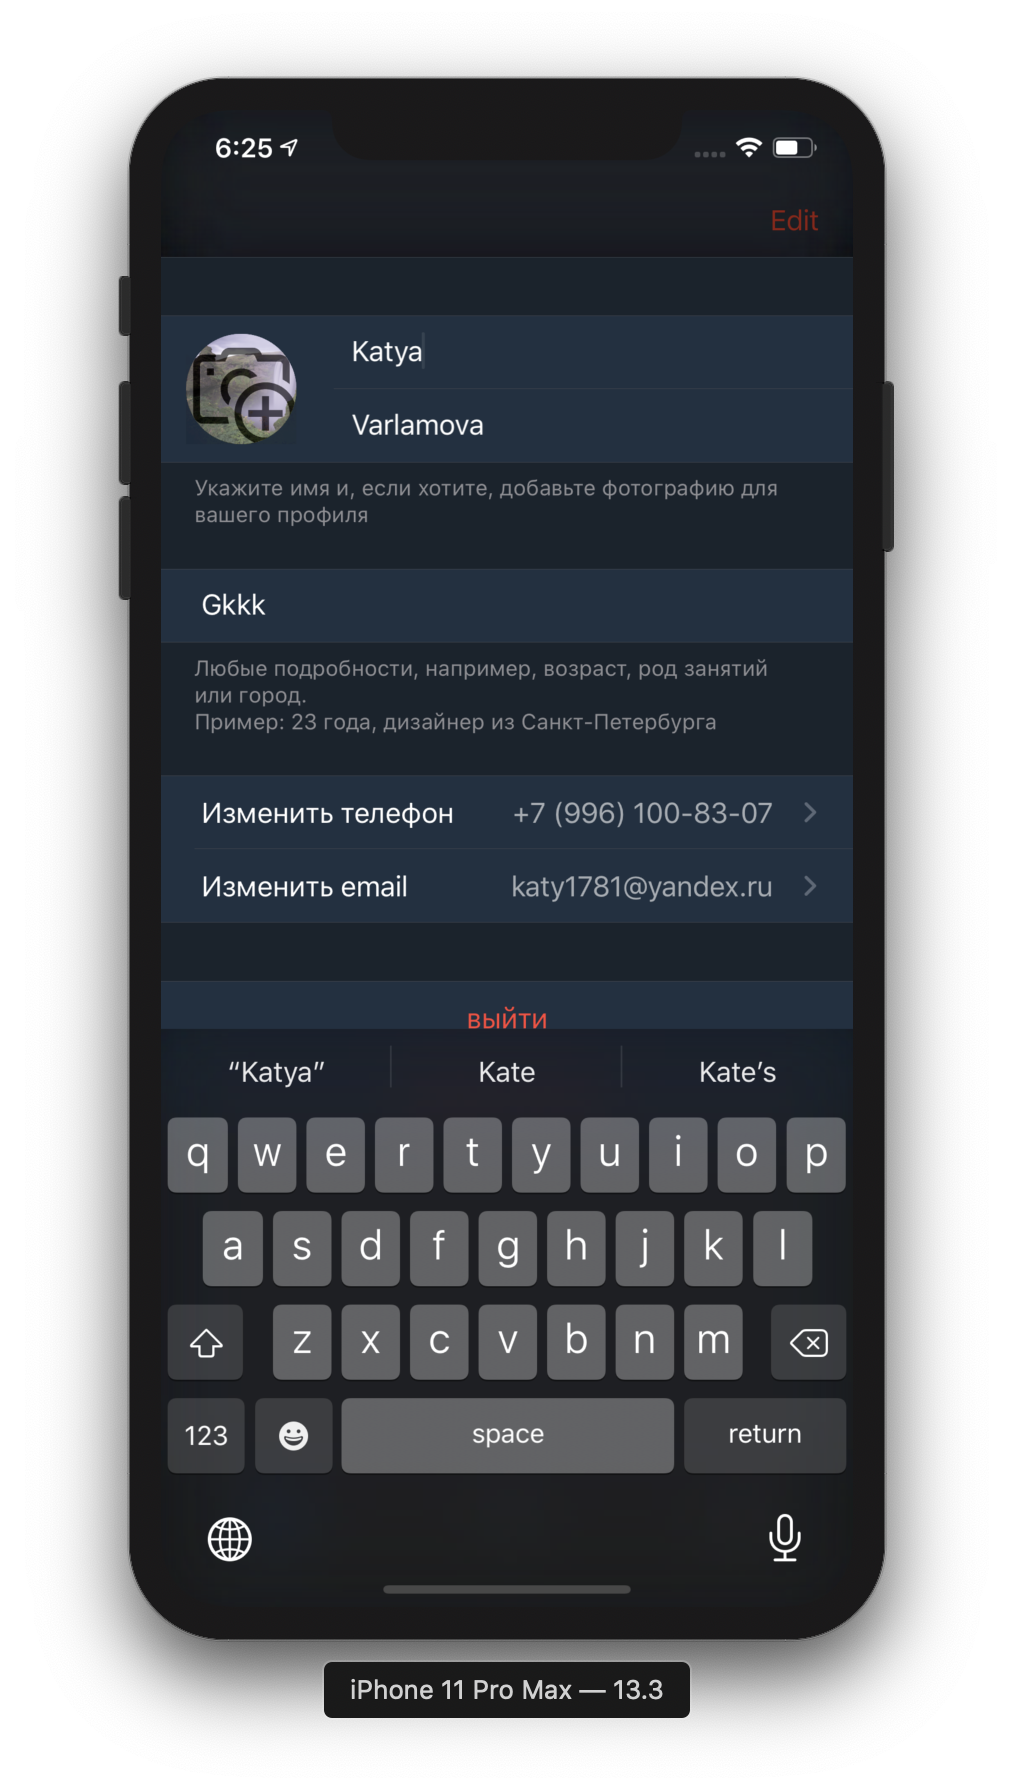 6:25
Edit
Katya
Varlamova
Укажите имя и, если хотите, добавьте фотографию для
вашего профиля
Gkkk
Любые подробности, например, возраст, род занятий
или город.
Пример: 23 года, дизайнер из Санкт-Петербурга
Изменить телефон +7 (996) 100-83-07
Изменить email katy1781@yandex.ru
выйти
“Katya” Kate Kate’s
q w e r t y u i o p
a s d f g h j k l
z x c v b n m
123 space return
iPhone 11 Pro Max — 13.3